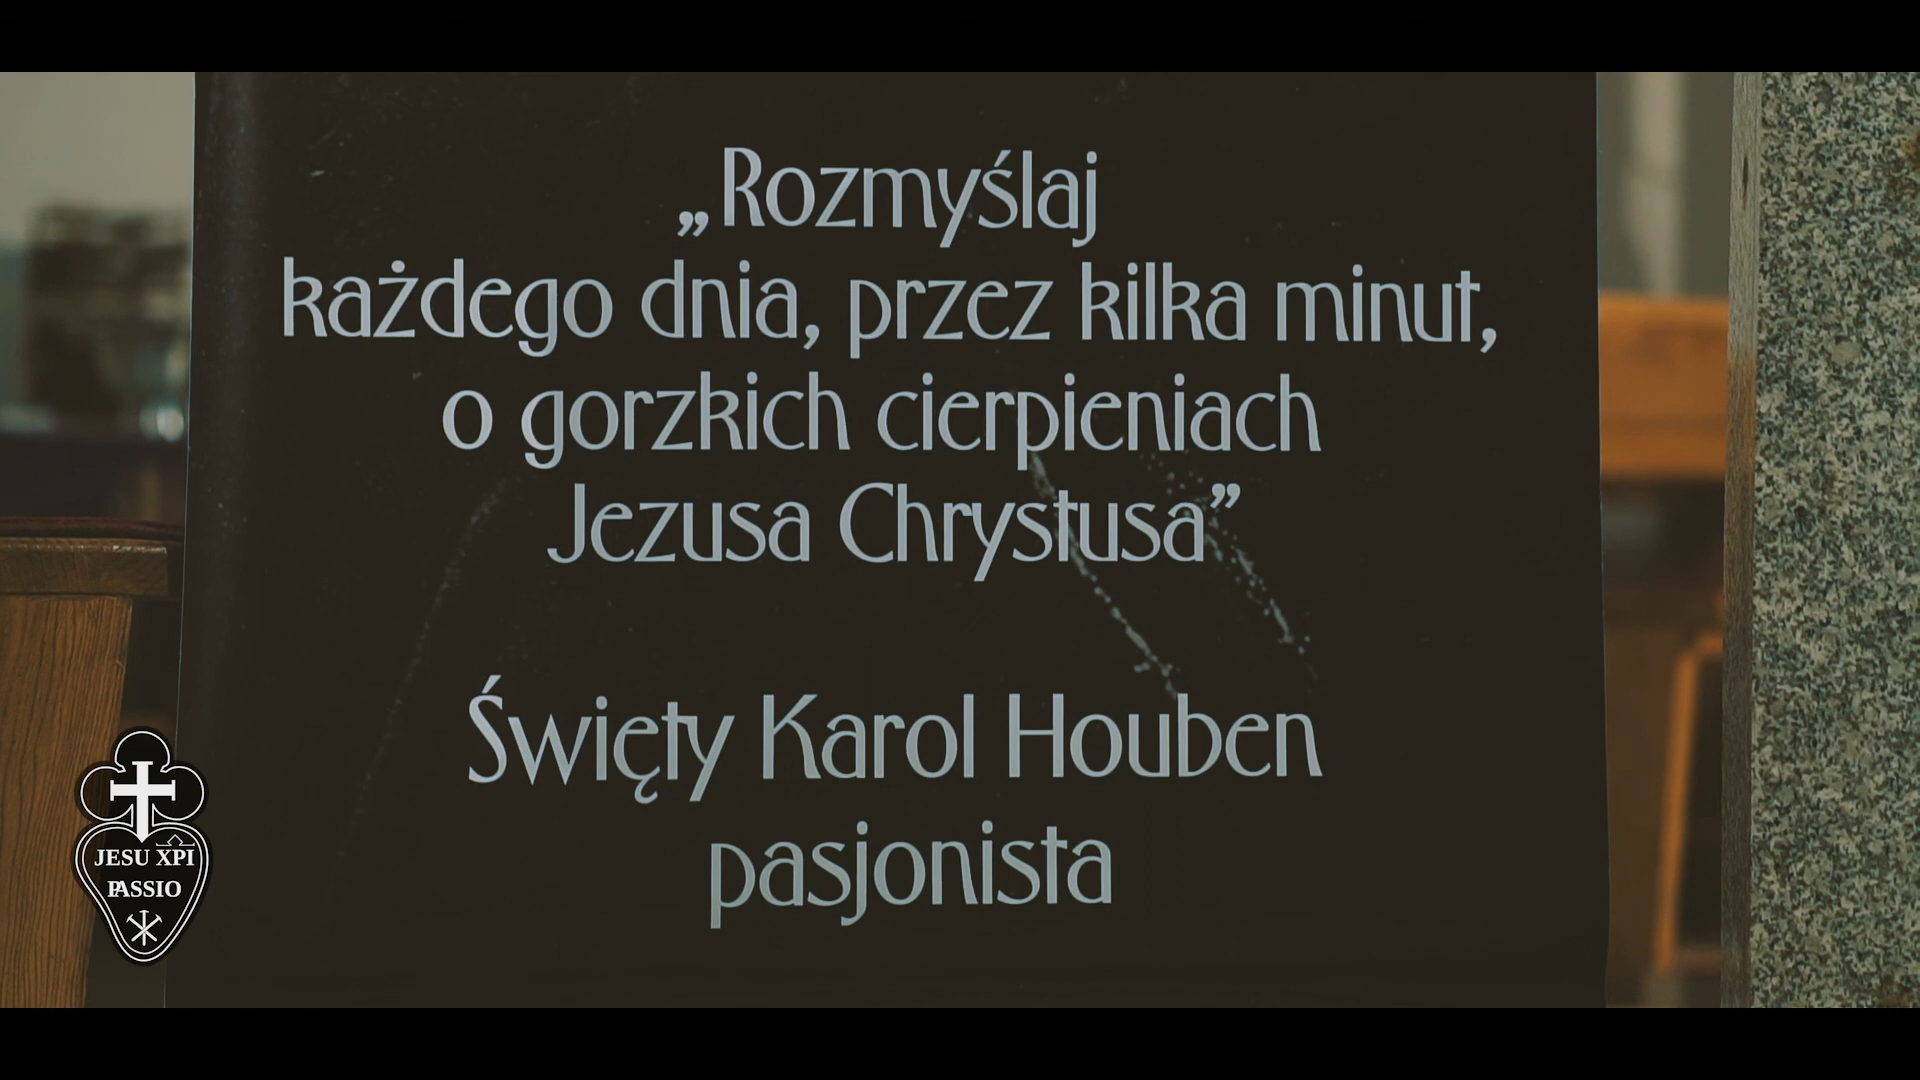 „Rozmyślaj
każdego dnia, przez kilka minut,
o gorzkich cierpieniach
Jezusa Chrystusa”
Święty Karol Houben
pasjonista
JESU XPI
PASSIO